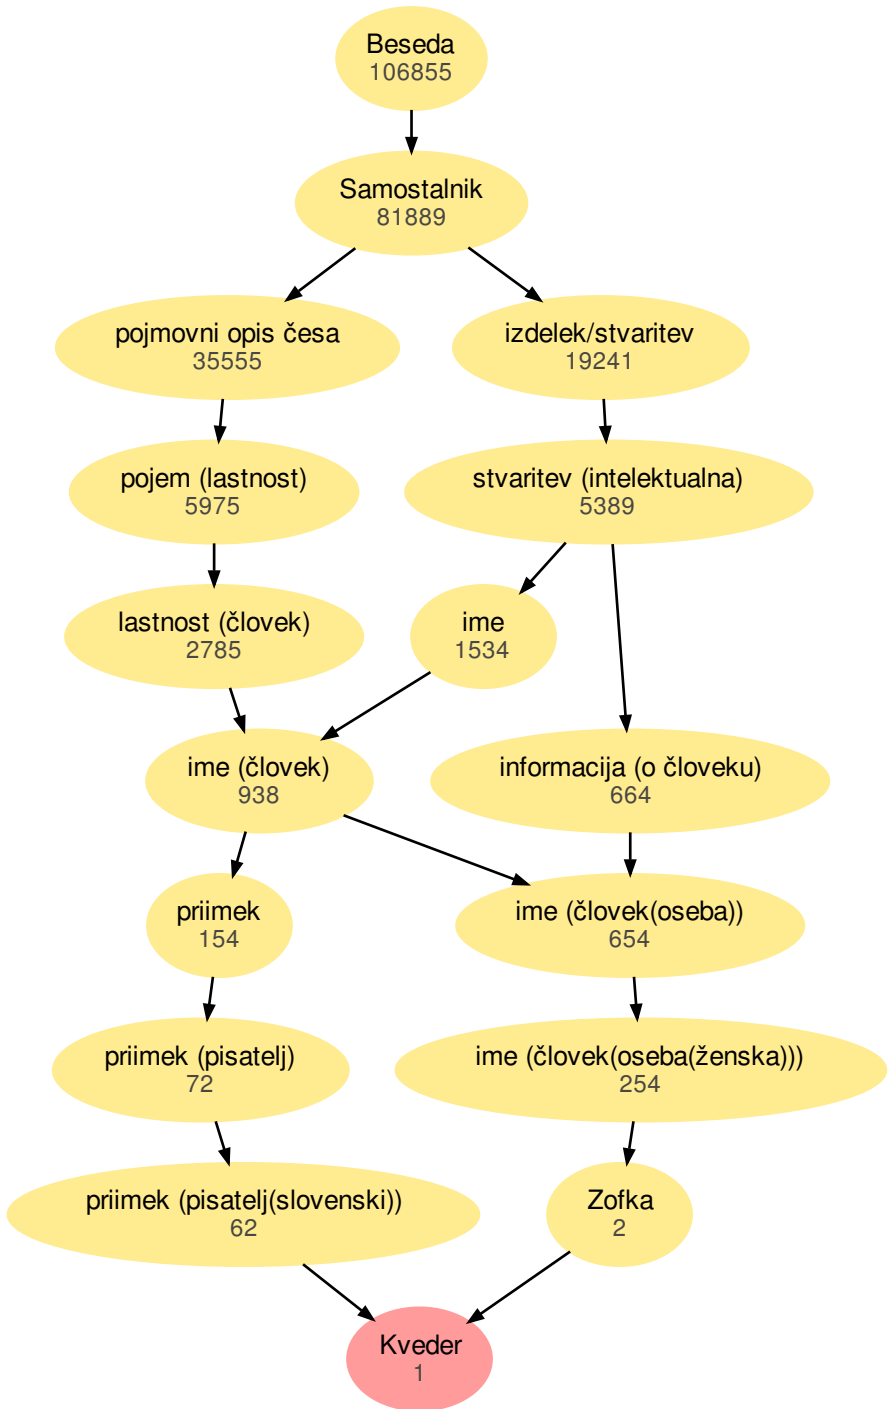 Beseda
106855
Samostalnik
81889
pojmovni opis česa
35555
izdelek/stvaritev
19241
pojem (lastnost)
5975
stvaritev (intelektualna)
5389
lastnost (človek)
2785
ime
1534
ime (človek)
938
informacija (o človeku)
664
priimek
154
ime (človek(oseba))
654
priimek (pisatelj)
72
ime (človek(oseba(ženska)))
254
priimek (pisatelj(slovenski))
62
Zofka
2
Kveder
1